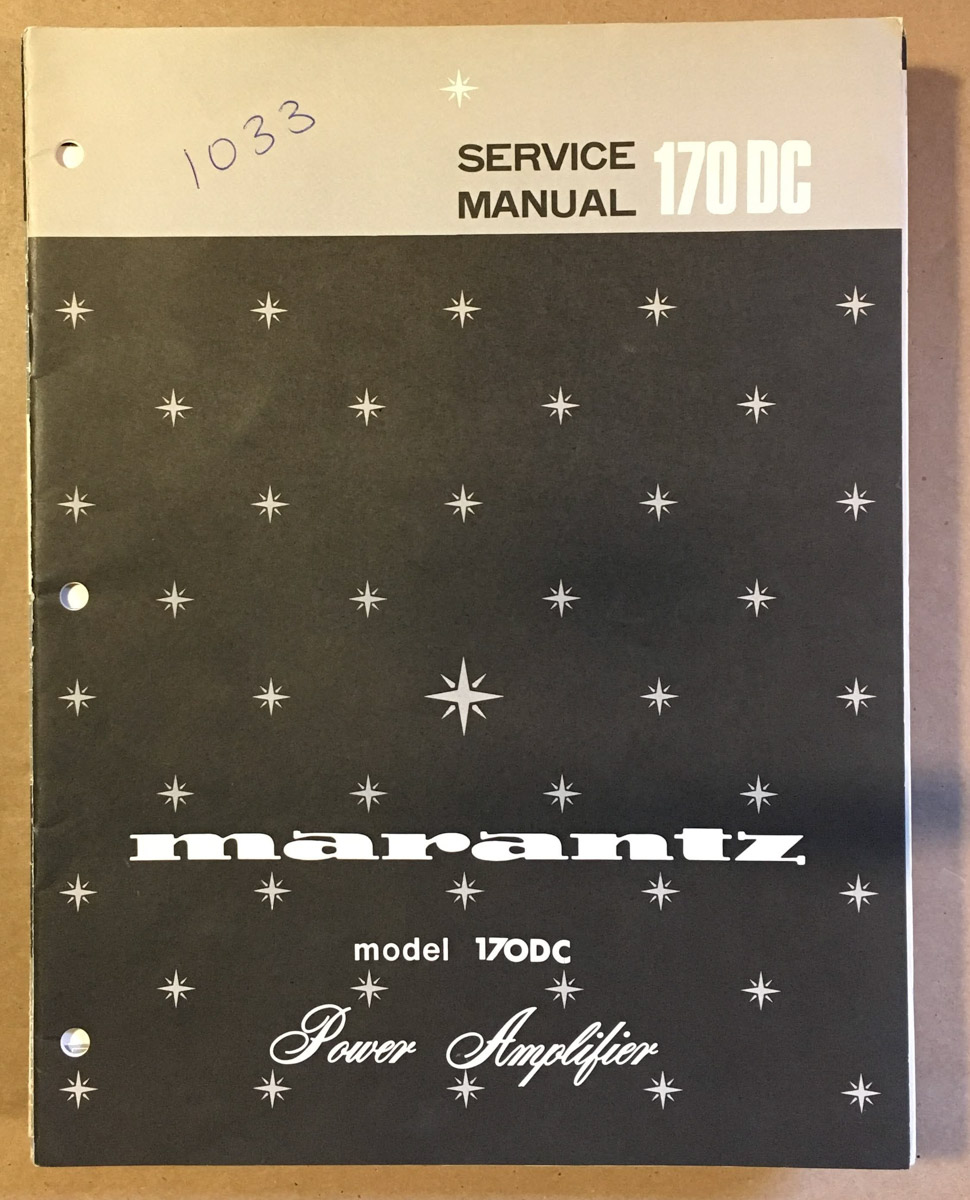 1033
SERVICE
MANUAL 170 DC
marantz
model 170DC
Power Amplifier